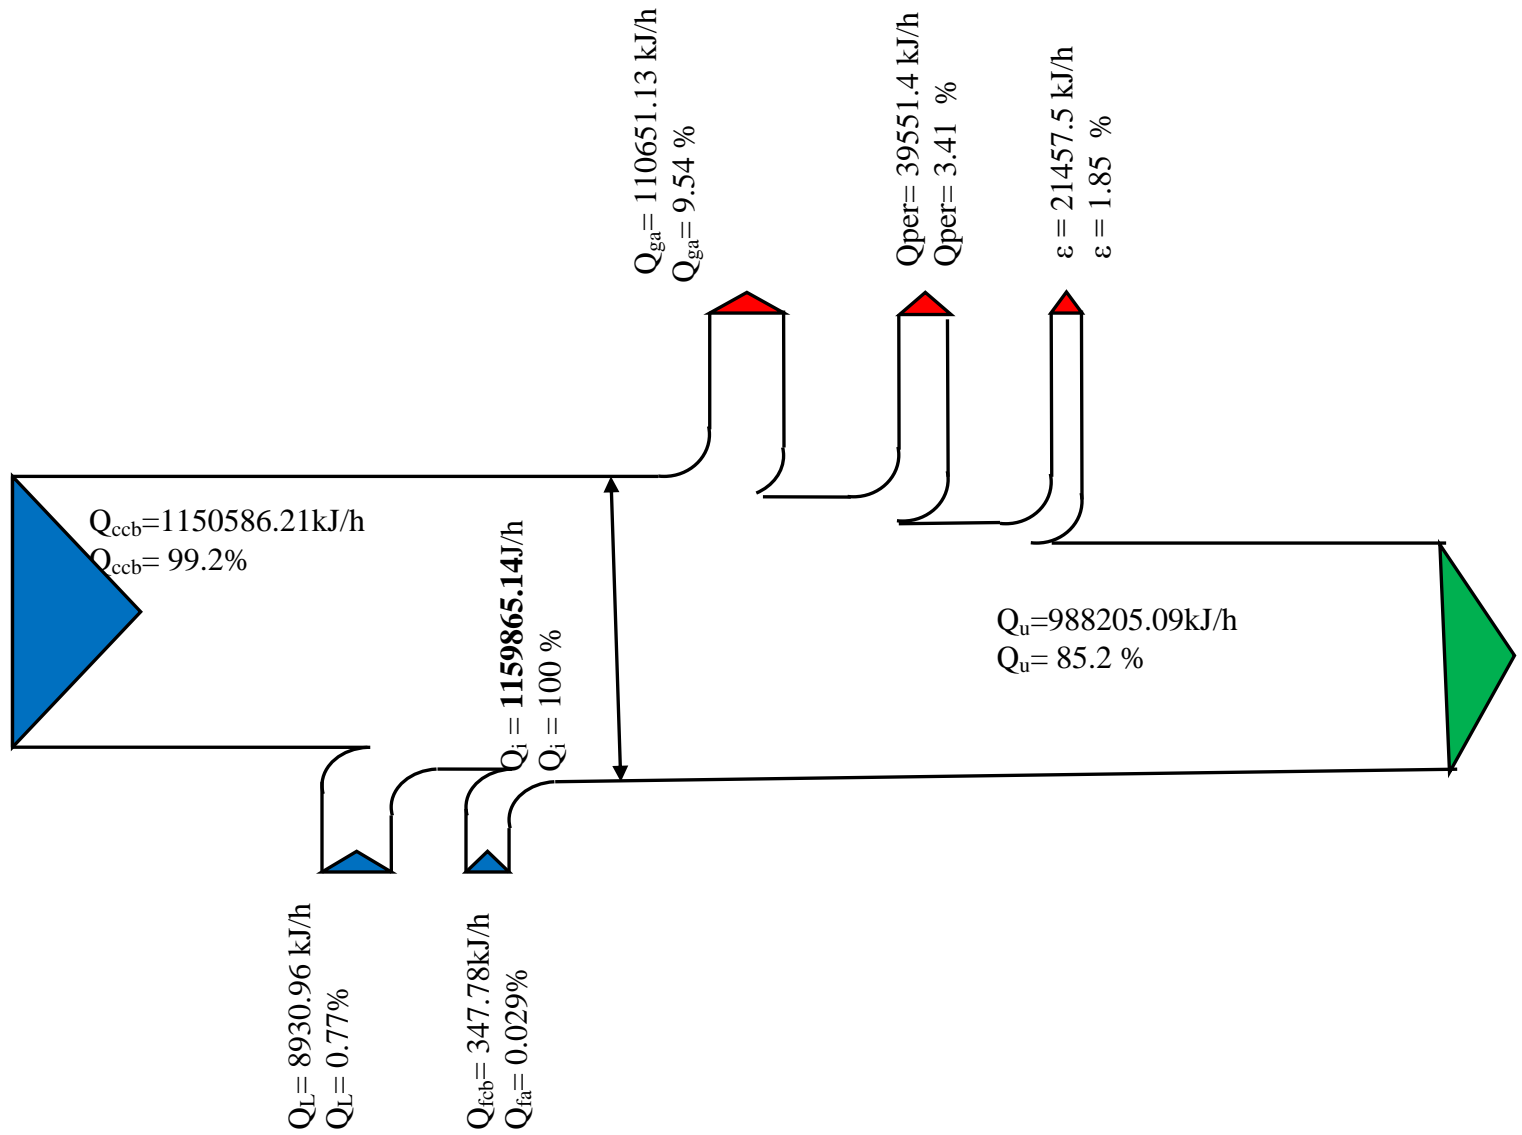 Qga= 110651.13 kJ/h
Qga= 9.54 %
Qper= 39551.4 kJ/h
Qper= 3.41 %
ε = 21457.5 kJ/h
ε = 1.85 %
Qccb=1150586.21kJ/h
Qccb= 99.2%
Qi = 1159865.14J/h
Qi = 100 %
Qu=988205.09kJ/h
Qu= 85.2 %
QL= 8930.96 kJ/h
QL= 0.77%
Qfcb= 347.78kJ/h
Qfa= 0.029%